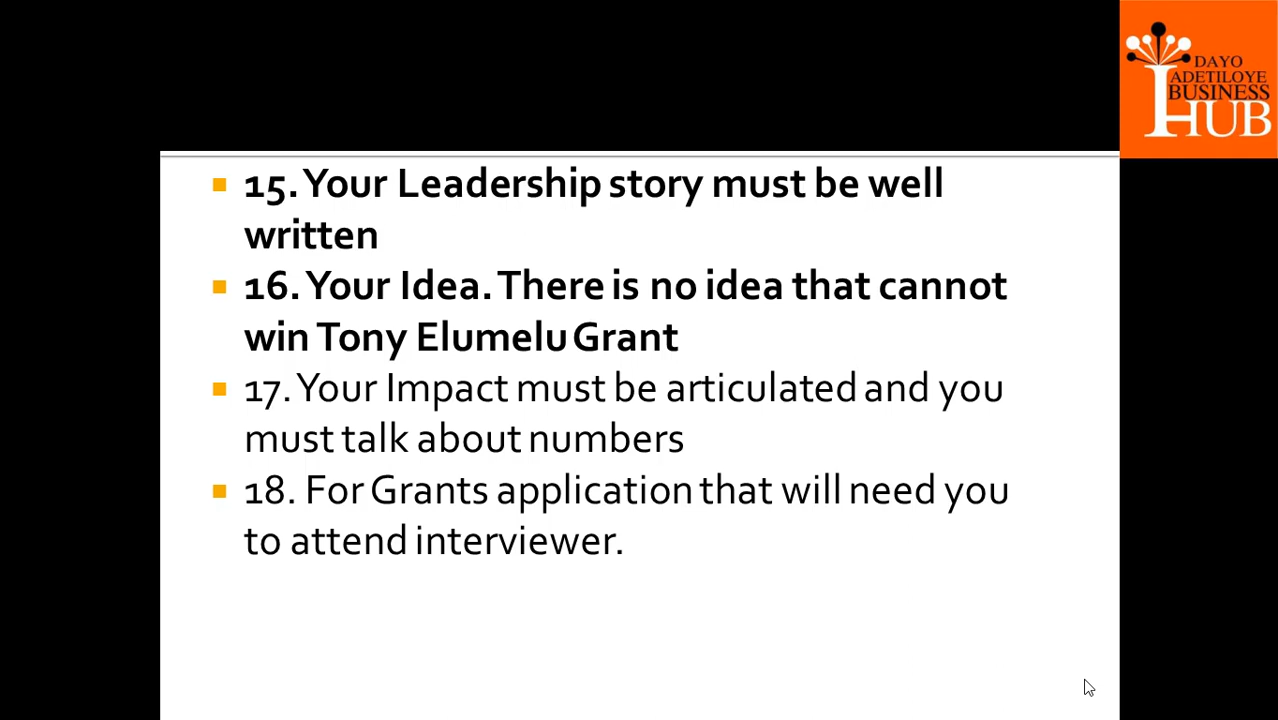 DAYO
ADETILOYE
BUSINESS
HUB
15. Your Leadership story must be well
written
16. Your Idea. There is no idea that cannot
win Tony Elumelu Grant
17. Your Impact must be articulated and you
must talk about numbers
18. For Grants application that will need you
to attend interviewer.